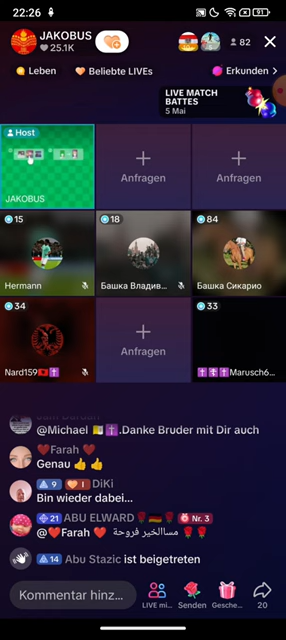 22:26
91
JAKOBUS
25.1K
82
Leben
Beliebte LIVEs
Erkunden >
LIVE MATCH
BATTES
5 Mai
Host
JAKOBUS
Anfragen
Anfragen
15
Hermann
18
Башка Владив...
84
Башка Сикарио
34
Nard159🇦🇱✝️
Anfragen
33
✝️✝️✝️Marusch6...
@Michael 🇻🇦✝️.Danke Bruder mit Dir auch
❤️Farah ❤️
Genau 👍👍
9 1 DiKi
Bin wieder dabei...
21 ABU ELWARD🌹🇩🇪🌹 Nr. 3
@❤️Farah ❤️ مساالخير فروحة 🌹🌹
14 Abu Stazic ist beigetreten
Kommentar hinz...
LIVE mi...
Senden
Gesche...
20